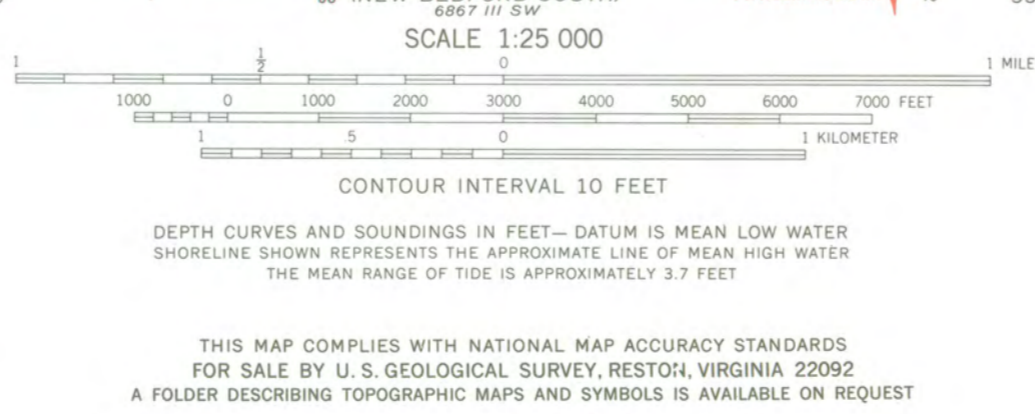 6867 III SW
SCALE 1:25 000
1 1/2 0 1 MILE
1000 0 1000 2000 3000 4000 5000 6000 7000 FEET
1 .5 0 1 KILOMETER
CONTOUR INTERVAL 10 FEET
DEPTH CURVES AND SOUNDINGS IN FEET—DATUM IS MEAN LOW WATER
SHORELINE SHOWN REPRESENTS THE APPROXIMATE LINE OF MEAN HIGH WATER
THE MEAN RANGE OF TIDE IS APPROXIMATELY 3.7 FEET
THIS MAP COMPLIES WITH NATIONAL MAP ACCURACY STANDARDS
FOR SALE BY U. S. GEOLOGICAL SURVEY, RESTON, VIRGINIA 22092
A FOLDER DESCRIBING TOPOGRAPHIC MAPS AND SYMBOLS IS AVAILABLE ON REQUEST